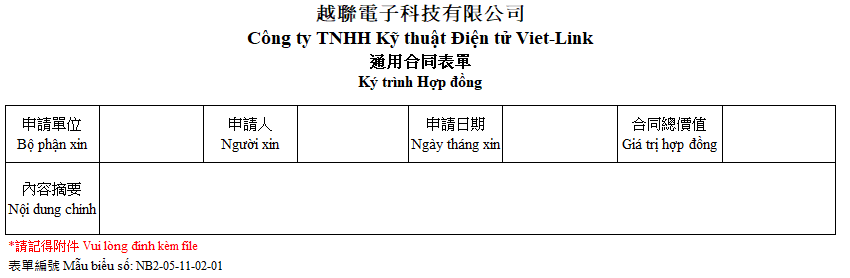 越聯電子科技有限公司
Công ty TNHH Kỹ thuật Điện tử Viet-Link
通用合同表單
Ký trình Hợp đồng
申請單位
Bộ phận xin
申請人
Người xin
申請日期
Ngày tháng xin
合同總價值
Giá trị hợp đồng
內容摘要
Nội dung chinh
*請記得附件 Vui lòng đính kèm file
表單編號 Mẫu biểu số: NB2-05-11-02-01